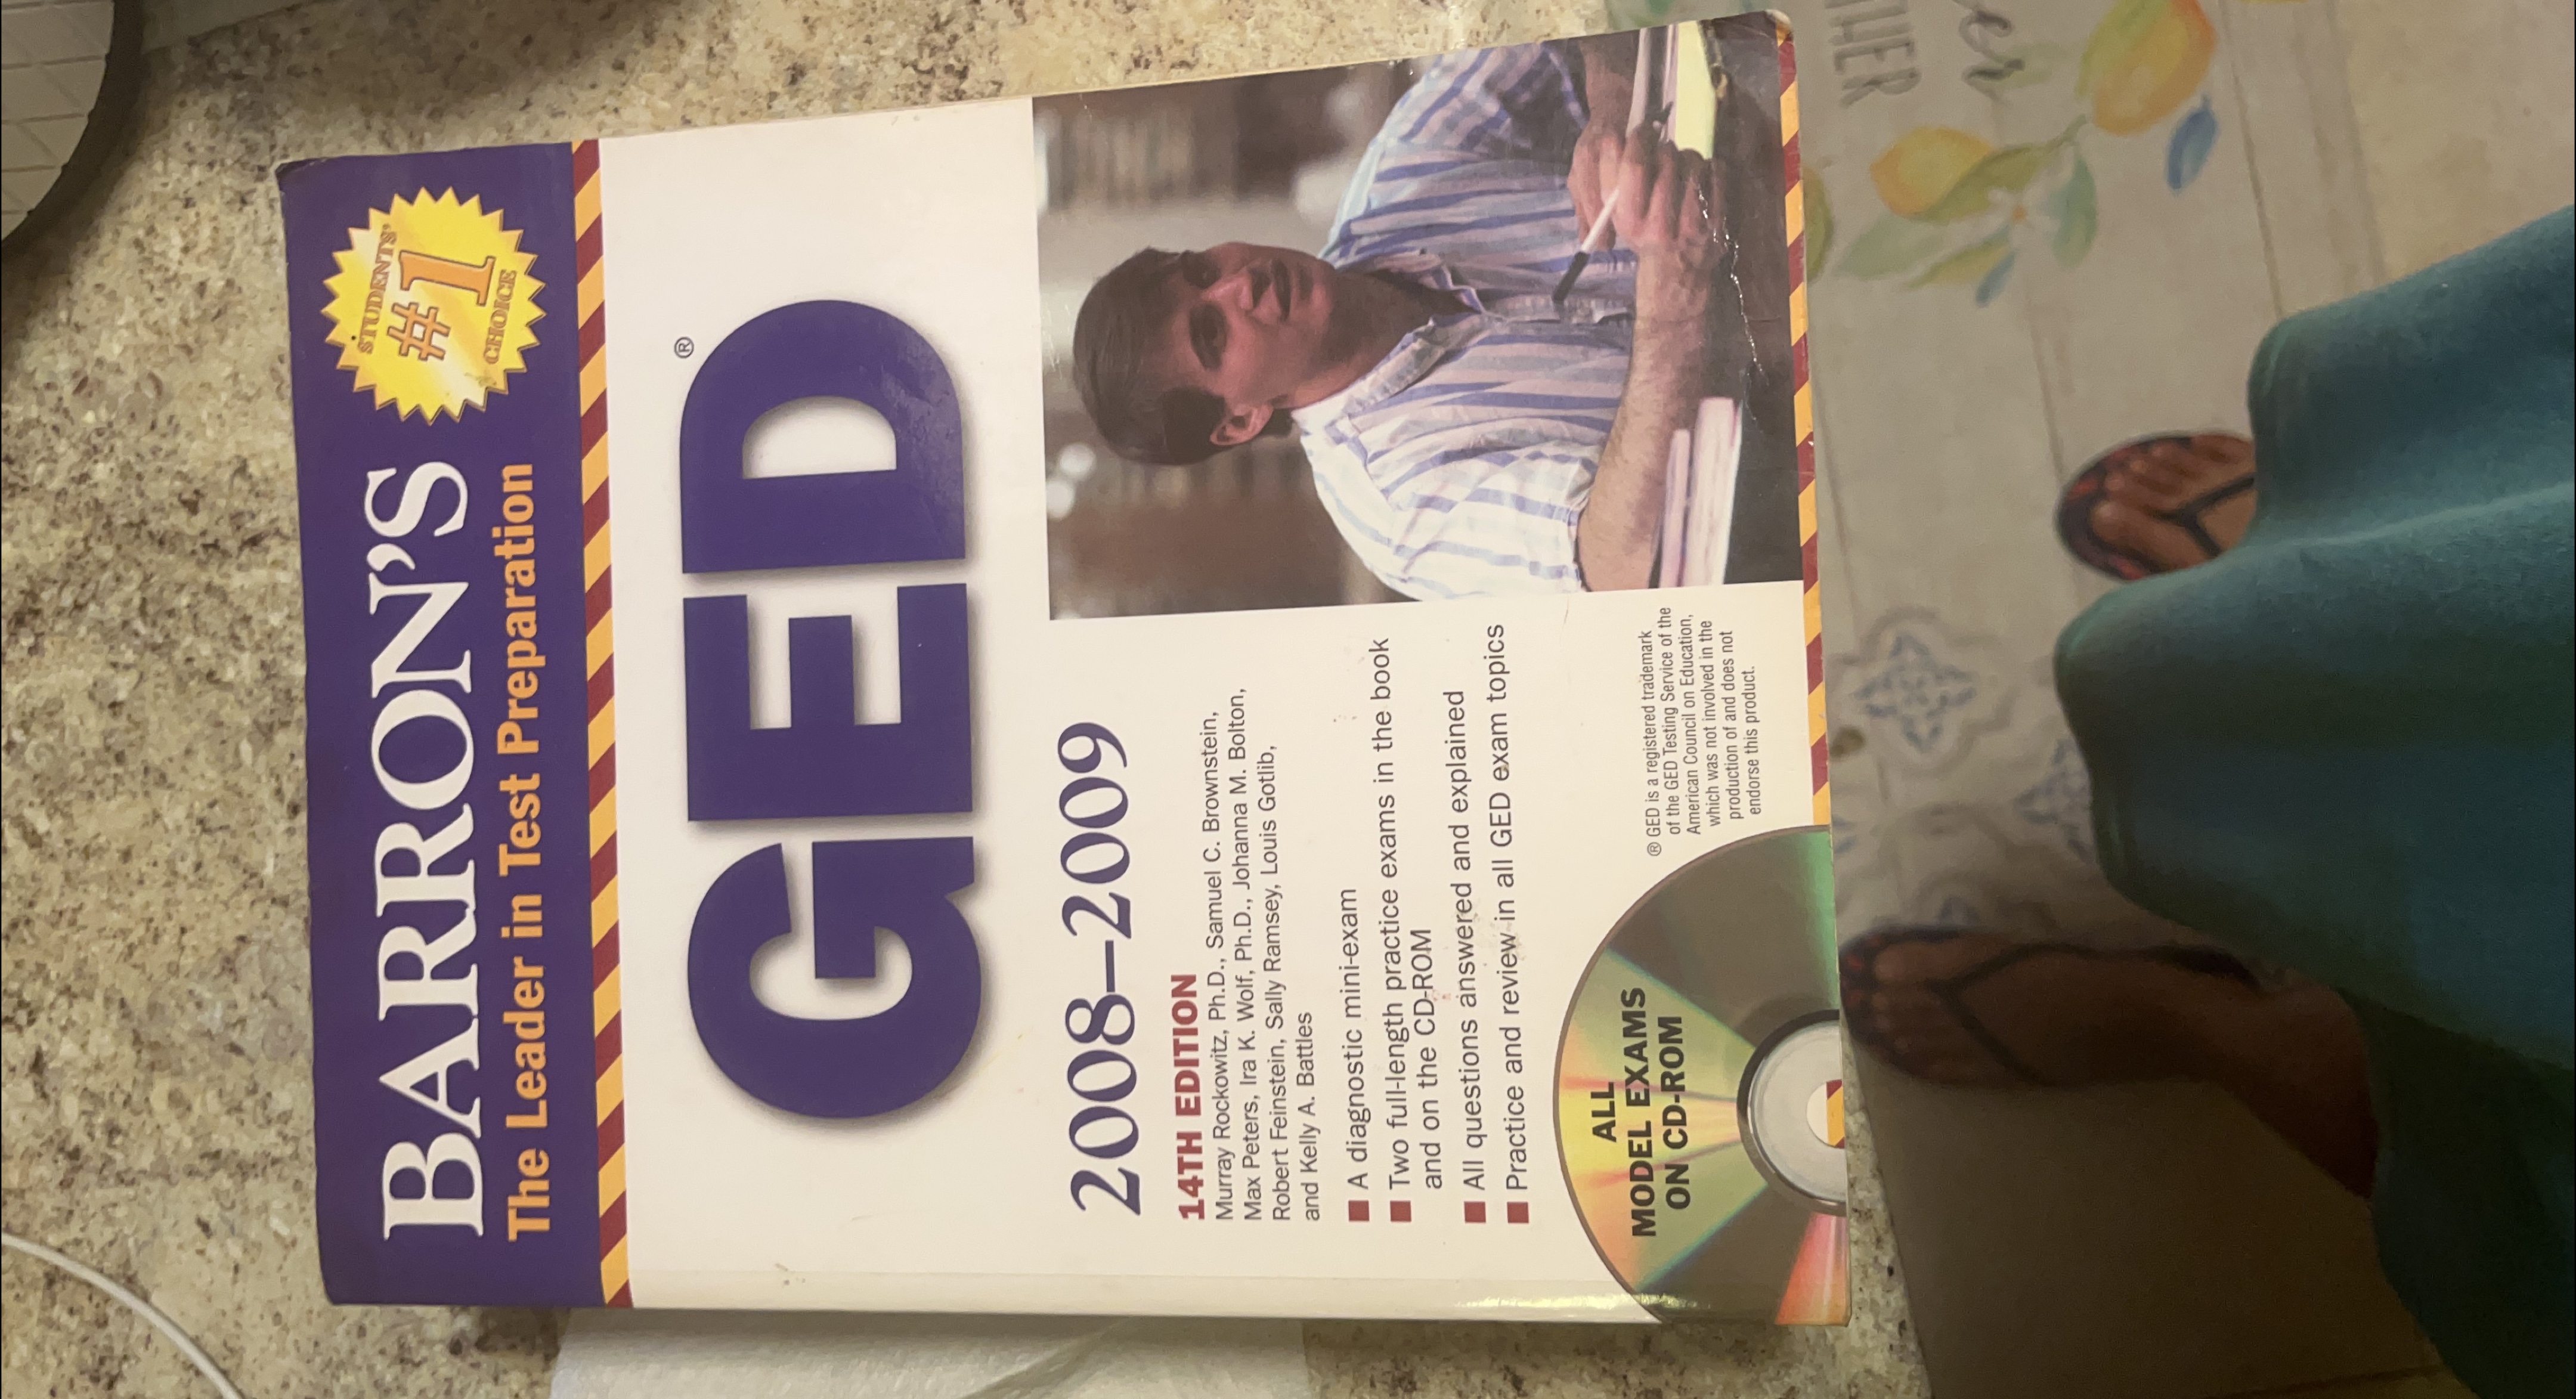 BARRON'S
STUDENTS'
#1
CHOICE
The Leader in Test Preparation
GED®
2008–2009
14TH EDITION
Murray Rockowitz, Ph.D., Samuel C. Brownstein,
Max Peters, Ira K. Wolf, Ph.D., Johanna M. Bolton,
Robert Feinstein, Sally Ramsey, Louis Gotlib,
and Kelly A. Battles
■ A diagnostic mini-exam
■ Two full-length practice exams in the book
and on the CD-ROM
■ All questions answered and explained
■ Practice and review in all GED exam topics
® GED is a registered trademark
of the GED Testing Service of the
American Council on Education,
which was not involved in the
production of and does not
endorse this product.
ALL
MODEL EXAMS
ON CD-ROM